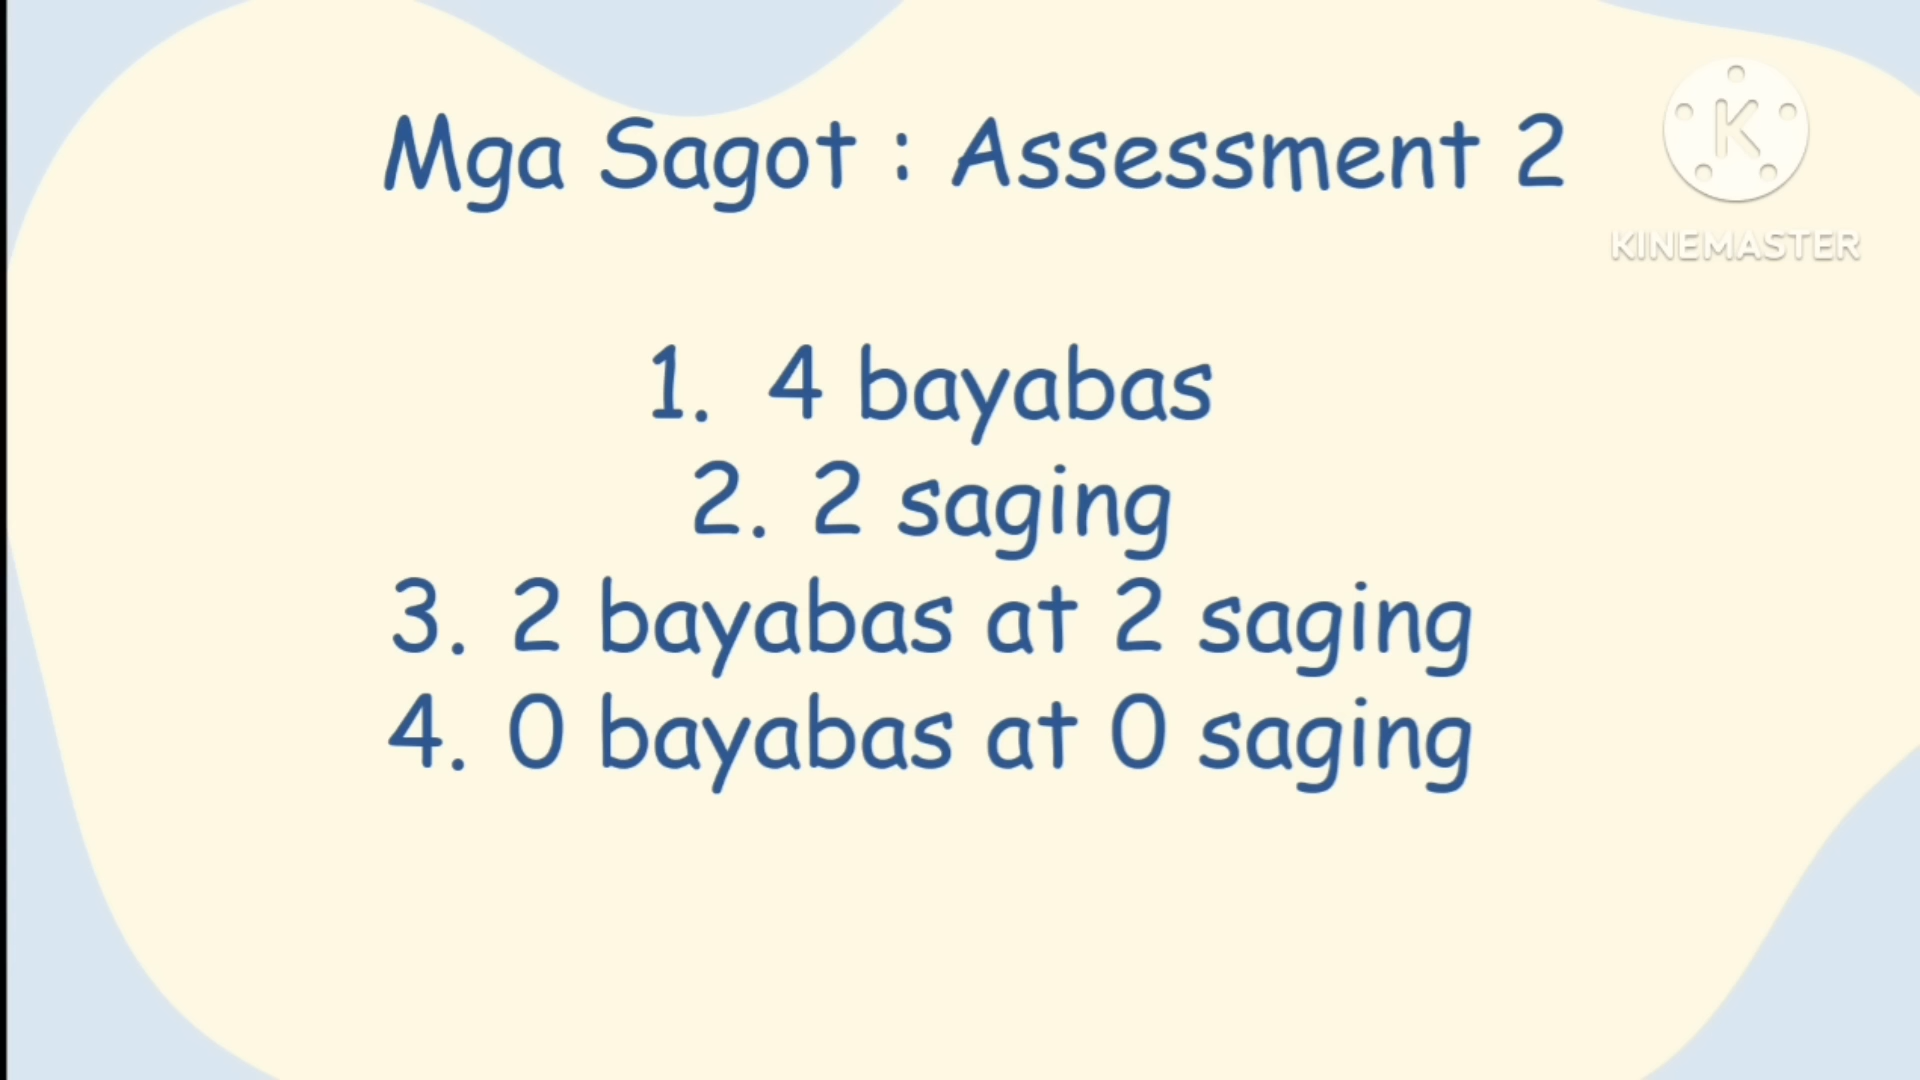 Mga Sagot : Assessment 2
K
KINEMASTER
1. 4 bayabas
2. 2 saging
3. 2 bayabas at 2 saging
4. 0 bayabas at 0 saging